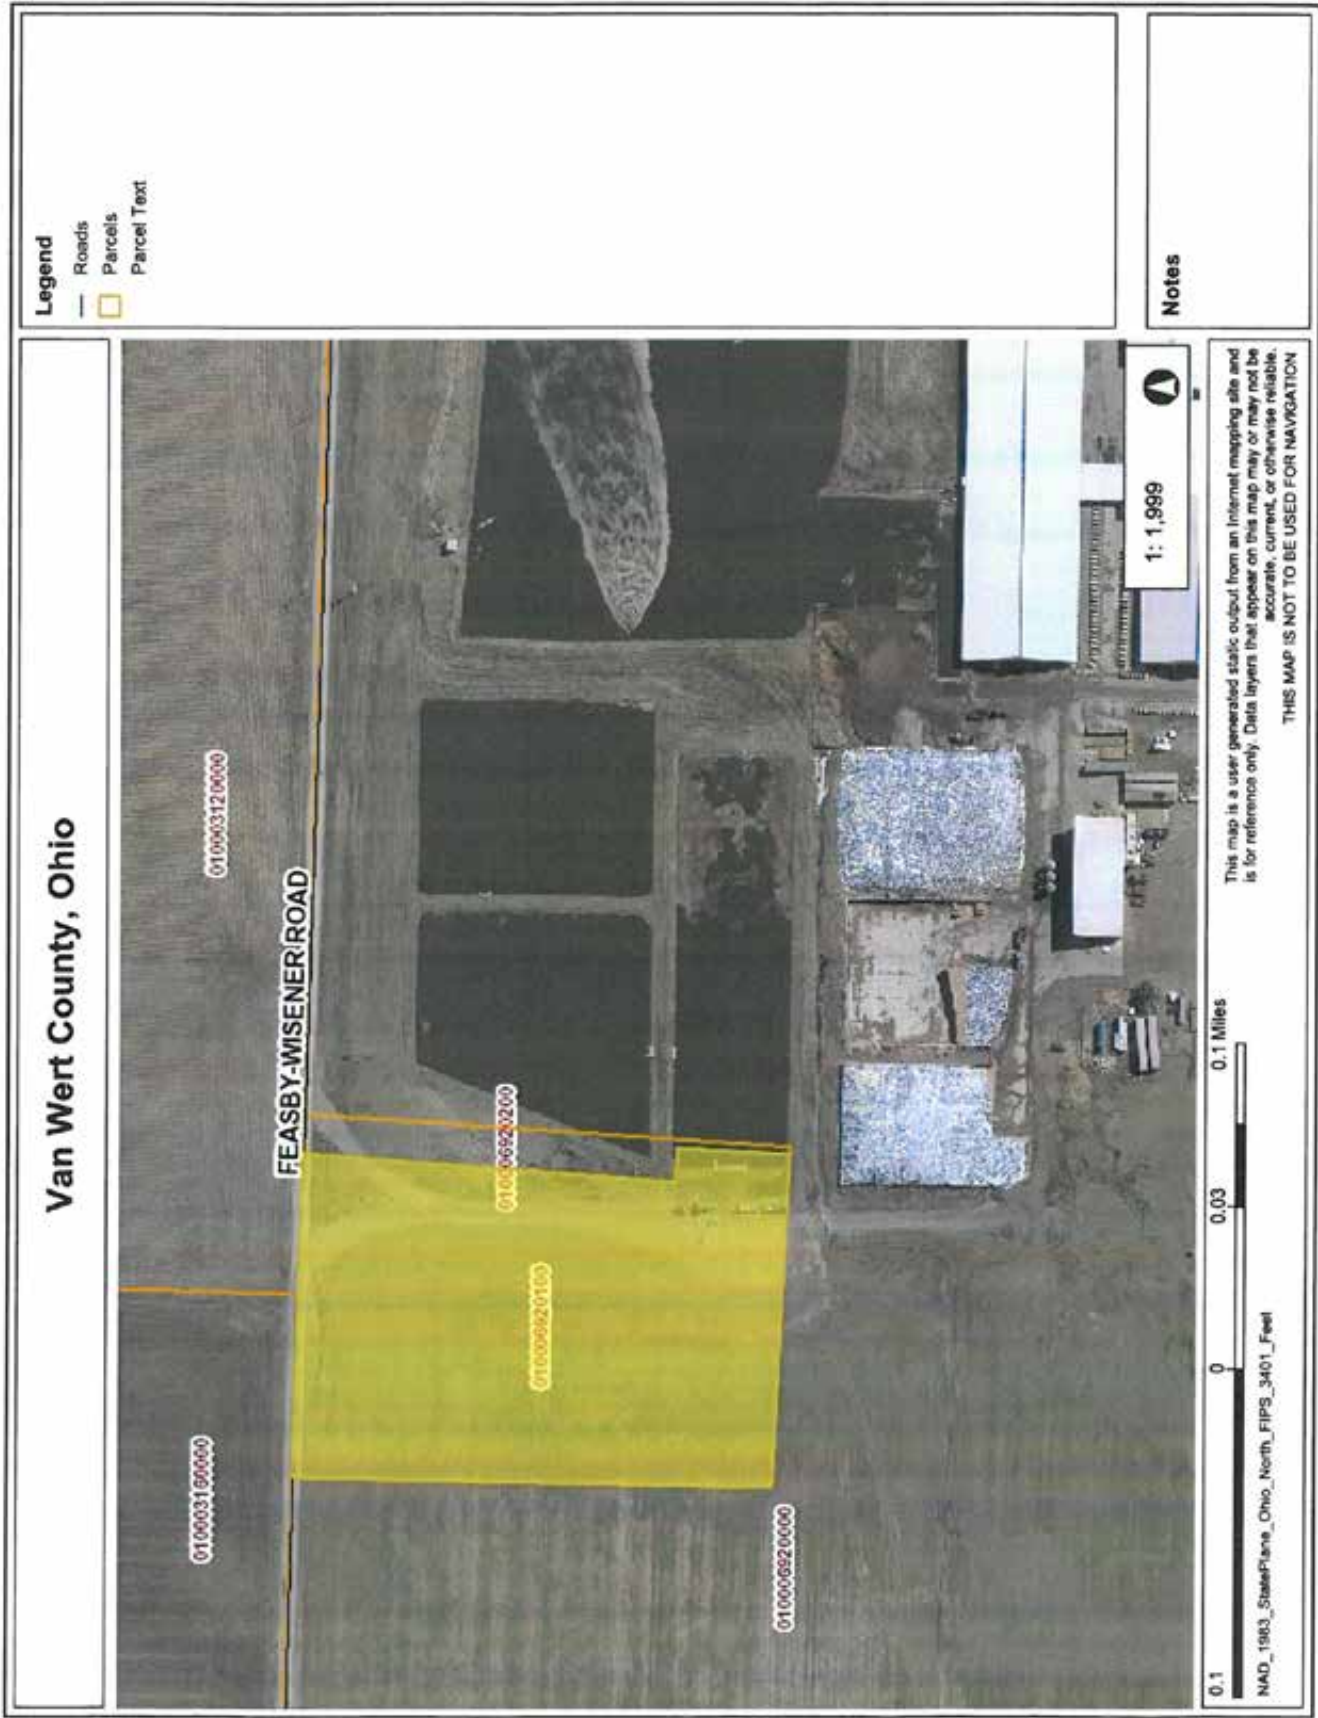 Van Wert County, Ohio
Legend
Roads
Parcels
Parcel Text
010003160000
010003120000
FEASBY-WISENER ROAD
010006920200
010006920100
010006920000
1: 1,999
Notes
0.1
0
0.03
0.1 Miles
NAD_1983_StatePlane_Ohio_North_FIPS_3401_Feet
This map is a user generated static output from an Internet mapping site and
is for reference only. Data layers that appear on this map may or may not be
accurate, current, or otherwise reliable.
THIS MAP IS NOT TO BE USED FOR NAVIGATION